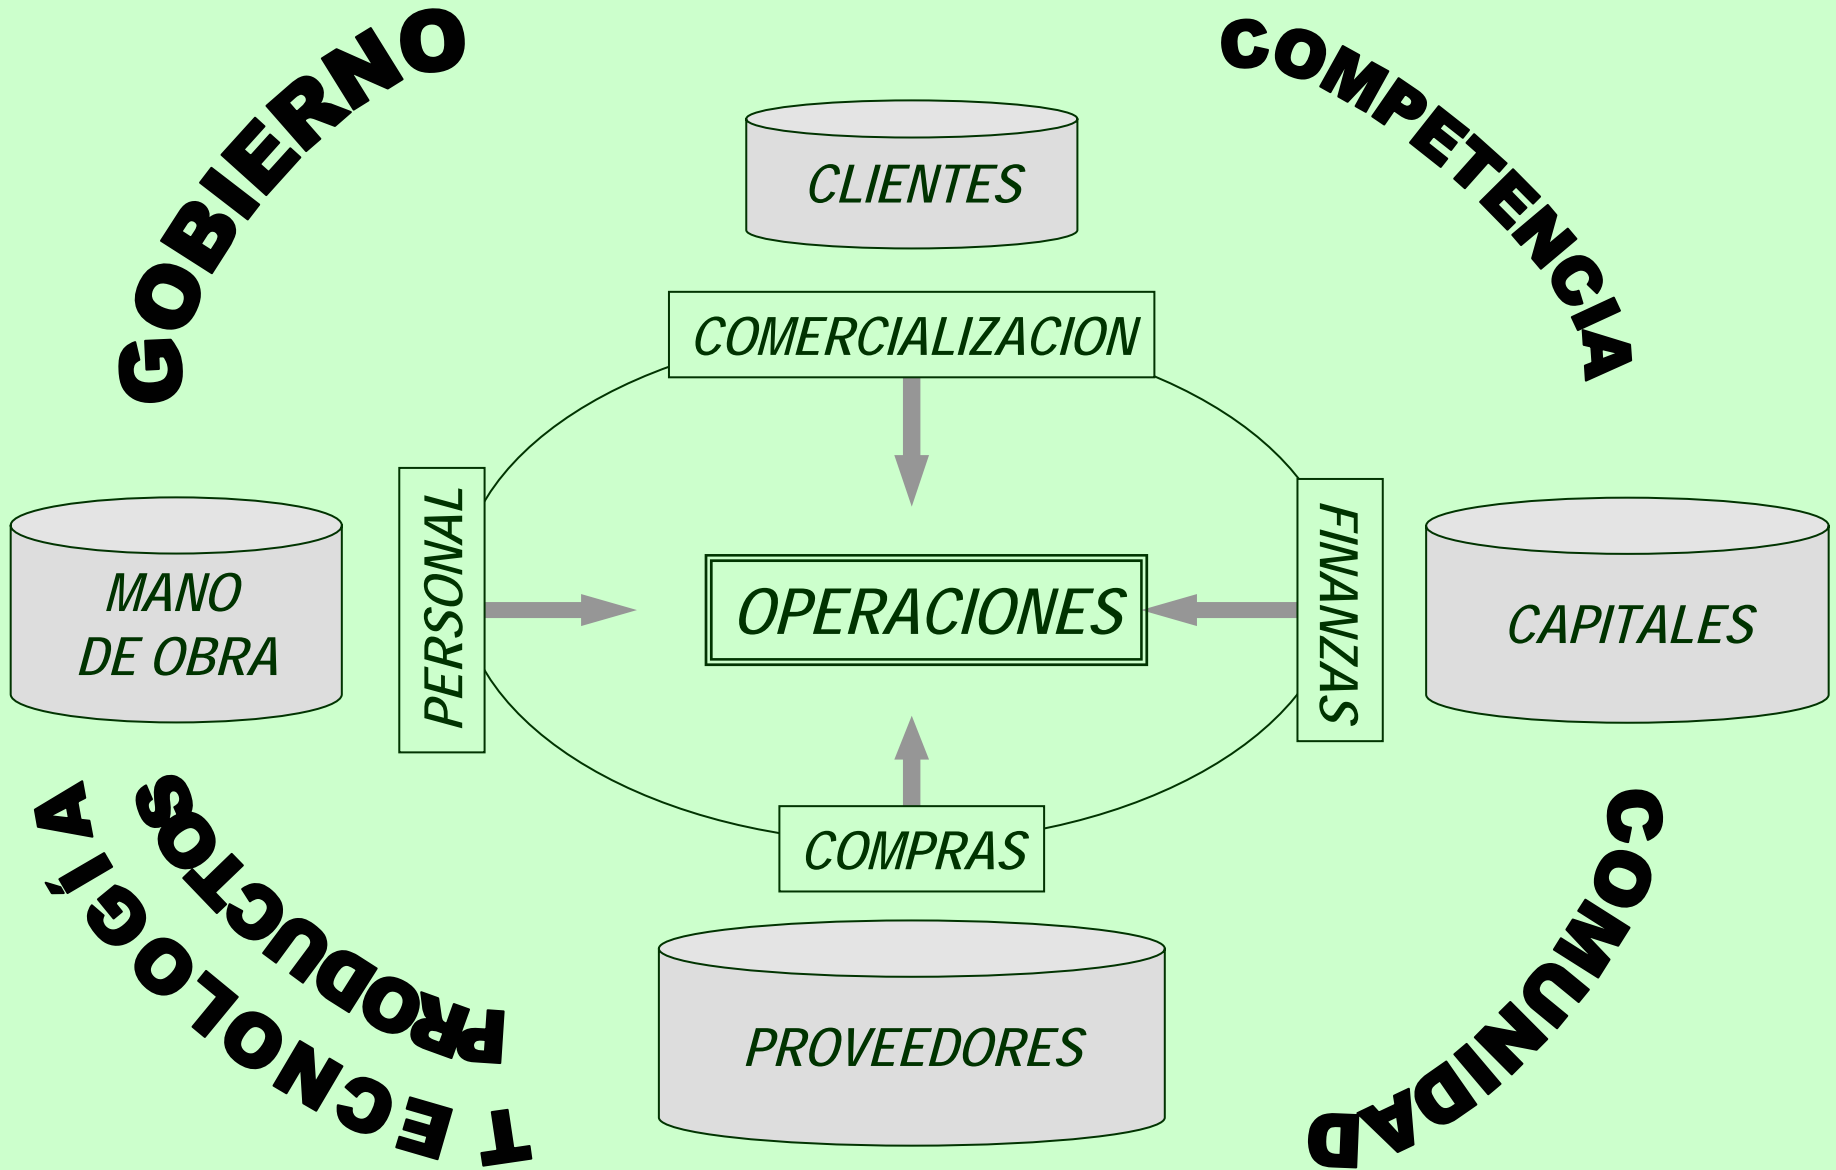 GOBIERNO
COMPETENCIA
CLIENTES
COMERCIALIZACION
PERSONAL
FINANZAS
MANO
DE OBRA
OPERACIONES
CAPITALES
COMPRAS
PROVEEDORES
PRODUCTOS
TECNOLOGÍA
COMUNIDAD